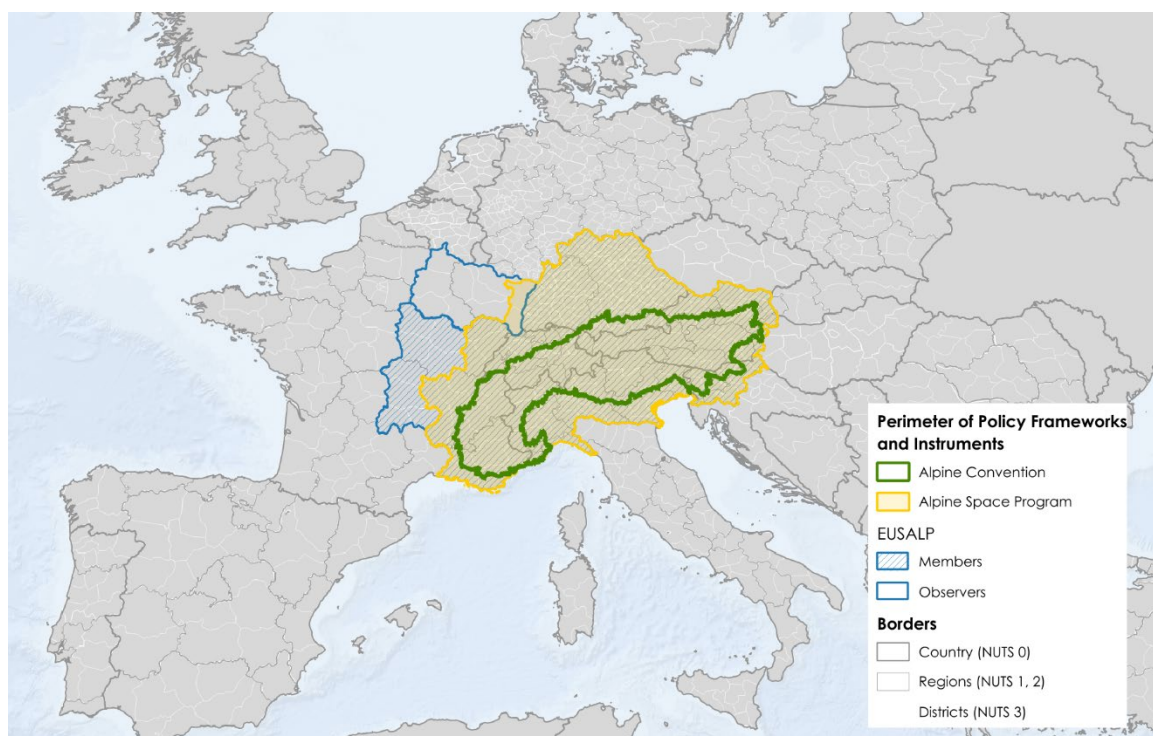 Perimeter of Policy Frameworks
and Instruments
Alpine Convention
Alpine Space Program
EUSALP
Members
Observers
Borders
Country (NUTS 0)
Regions (NUTS 1, 2)
Districts (NUTS 3)